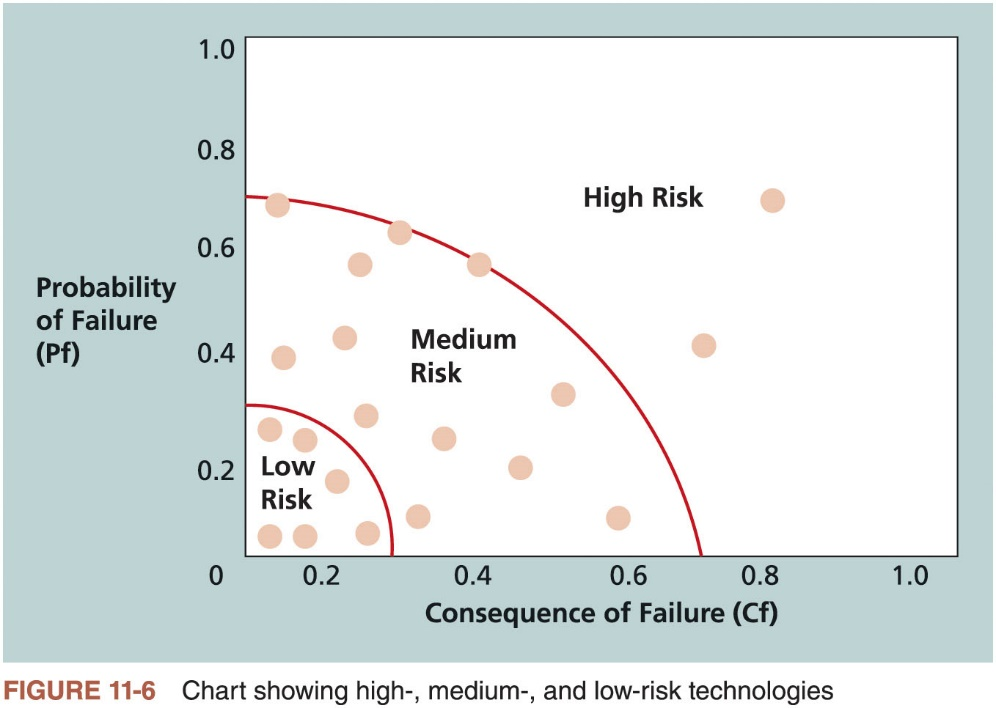 1.0
0.8
High Risk
0.6
Probability
of Failure
(Pf)
Medium
Risk
0.4
Low
Risk
0.2
0 0.2 0.4 0.6 0.8 1.0
Consequence of Failure (Cf)
FIGURE 11-6 Chart showing high-, medium-, and low-risk technologies